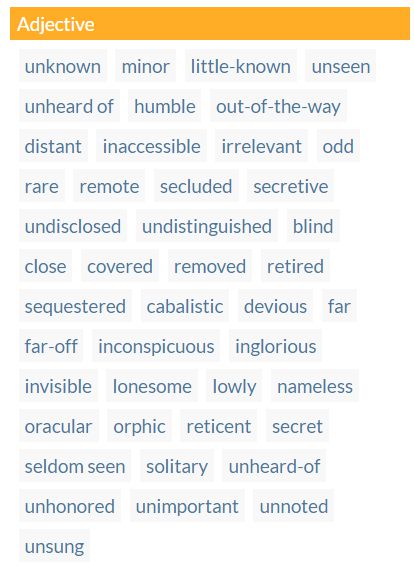 Adjective
unknown minor little-known unseen
unheard of humble out-of-the-way
distant inaccessible irrelevant odd
rare remote secluded secretive
undisclosed undistinguished blind
close covered removed retired
sequestered cabalistic devious far
far-off inconspicuous inglorious
invisible lonesome lowly nameless
oracular orphic reticent secret
seldom seen solitary unheard-of
unhonored unimportant unnoted
unsung